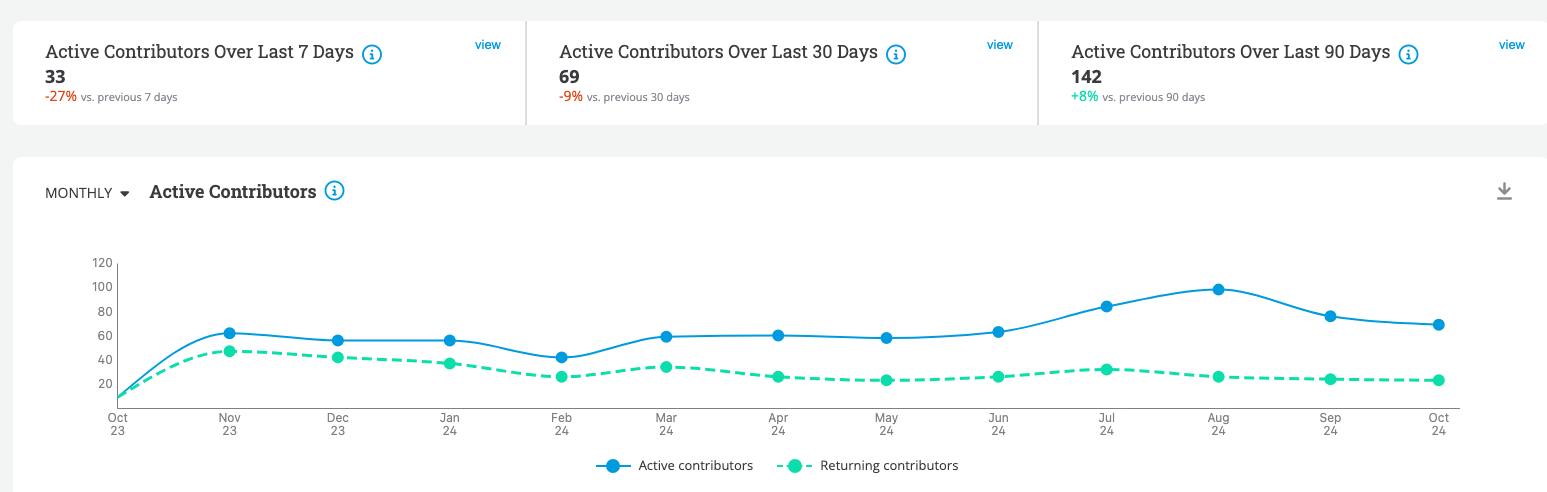 Active Contributors Over Last 7 Days
view
33
-27% vs. previous 7 days
Active Contributors Over Last 30 Days
view
69
-9% vs. previous 30 days
Active Contributors Over Last 90 Days
view
142
+8% vs. previous 90 days
MONTHLY
Active Contributors
120
100
80
60
40
20
Oct
23
Nov
23
Dec
23
Jan
24
Feb
24
Mar
24
Apr
24
May
24
Jun
24
Jul
24
Aug
24
Sep
24
Oct
24
Active contributors
Returning contributors